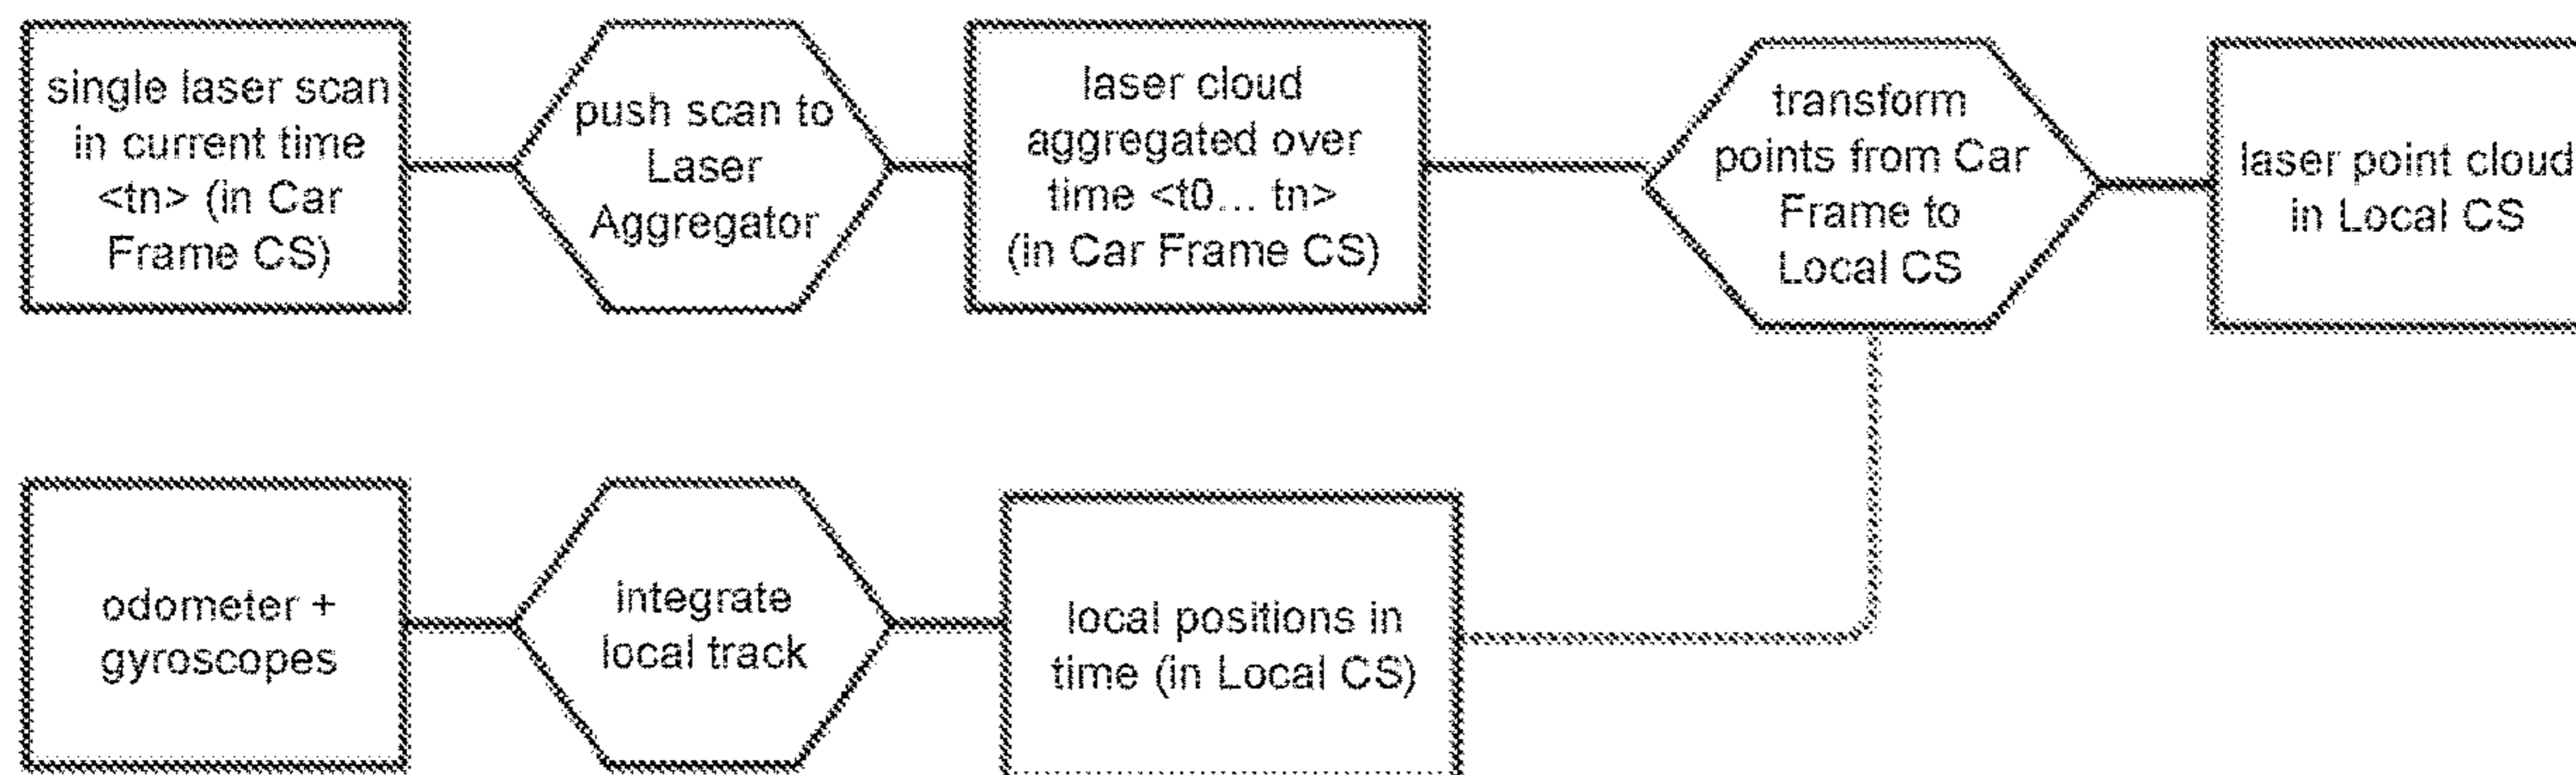 single laser scan
in current time
<tn> (in Car
Frame CS)
push scan to
Laser
Aggregator
laser cloud
aggregated over
time <t0... tn>
(in Car Frame CS)
transform
points from Car
Frame to
Local CS
laser point cloud
in Local CS
odometer +
gyroscopes
integrate
local track
local positions in
time (in Local CS)